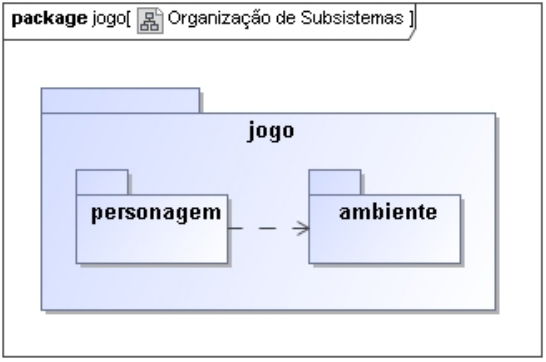 package jogo[ Organização de Subsistemas ]
jogo
personagem
ambiente